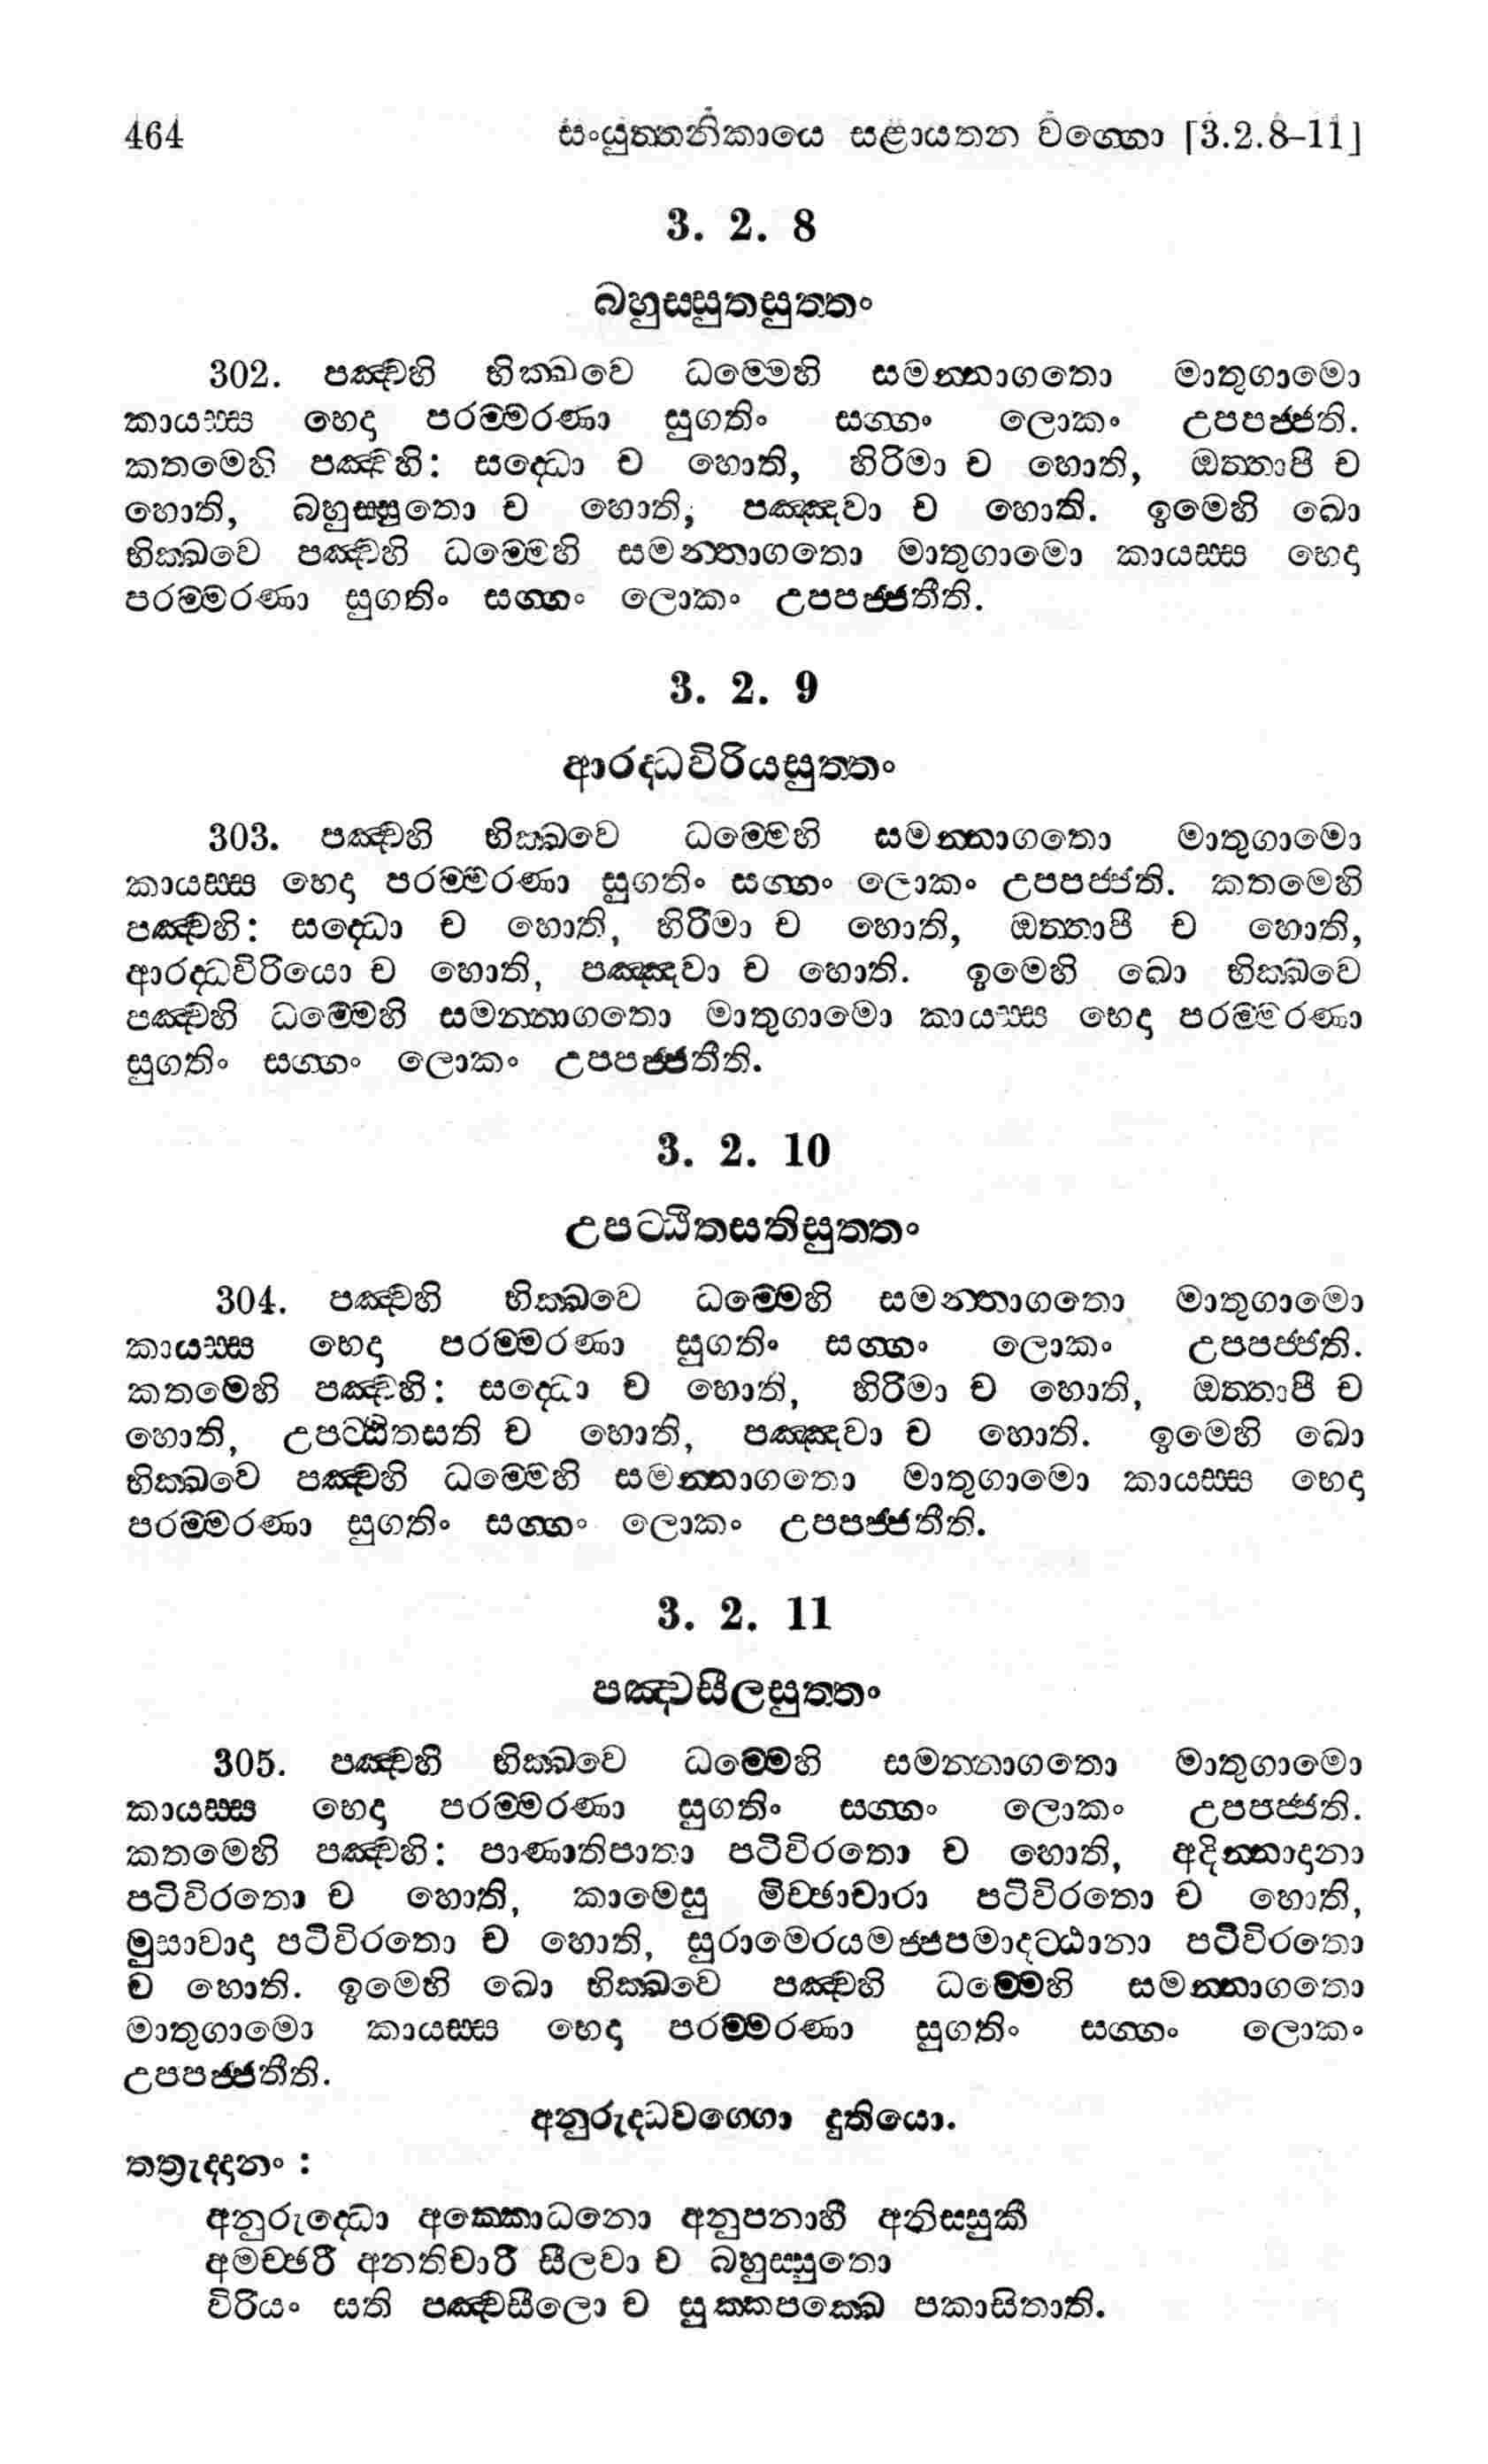 464 සංයුත්තනිකායෙ සළායතන වග්ගො [3.2.8-11]
3. 2. 8
බහුස්සුතසුත්තං
302. පඤ්චහි භික්ඛවෙ ධම්මෙහි සමන්නාගතො මාතුගාමො
කායස්ස භෙදා පරම්මරණා සුගතිං සග්ගං ලොකං උපපජ්ජති.
කතමෙහි පඤ්චහි: සද්ධො ච හොති, හිරිමා ච හොති, ඔත්තාපී ච
හොති, බහුස්සුතො ච හොති, පඤ්ඤවා ච හොති. ඉමෙහි ඛො
භික්ඛවෙ පඤ්චහි ධම්මෙහි සමන්නාගතො මාතුගාමො කායස්ස භෙදා
පරම්මරණා සුගතිං සග්ගං ලොකං උපපජ්ජතීති.
3. 2. 9
ආරද්ධවිරියසුත්තං
303. පඤ්චහි භික්ඛවෙ ධම්මෙහි සමන්නාගතො මාතුගාමො
කායස්ස භෙදා පරම්මරණා සුගතිං සග්ගං ලොකං උපපජ්ජති. කතමෙහි
පඤ්චහි: සද්ධො ච හොති, හිරිමා ච හොති, ඔත්තාපී ච හොති,
ආරද්ධවිරියො ච හොති, පඤ්ඤවා ච හොති. ඉමෙහි ඛො භික්ඛවෙ
පඤ්චහි ධම්මෙහි සමන්නාගතො මාතුගාමො කායස්ස භෙදා පරම්මරණා
සුගතිං සග්ගං ලොකං උපපජ්ජතීති.
3. 2. 10
උපට්ඨිතසතිසුත්තං
304. පඤ්චහි භික්ඛවෙ ධම්මෙහි සමන්නාගතො මාතුගාමො
කායස්ස භෙදා පරම්මරණා සුගතිං සග්ගං ලොකං උපපජ්ජති.
කතමෙහි පඤ්චහි: සද්ධො ච හොති, හිරිමා ච හොති, ඔත්තාපී ච
හොති, උපට්ඨිතසති ච හොති, පඤ්ඤවා ච හොති. ඉමෙහි ඛො
භික්ඛවෙ පඤ්චහි ධම්මෙහි සමන්නාගතො මාතුගාමො කායස්ස භෙදා
පරම්මරණා සුගතිං සග්ගං ලොකං උපපජ්ජතීති.
3. 2. 11
පඤ්චසීලසුත්තං
305. පඤ්චහි භික්ඛවෙ ධම්මෙහි සමන්නාගතො මාතුගාමො
කායස්ස භෙදා පරම්මරණා සුගතිං සග්ගං ලොකං උපපජ්ජති.
කතමෙහි පඤ්චහි: පාණාතිපාතා පටිවිරතො ච හොති, අදින්නාදානා
පටිවිරතො ච හොති, කාමෙසු මිච්ඡාචාරා පටිවිරතො ච හොති,
මුසාවාදා පටිවිරතො ච හොති, සුරාමෙරයමජ්ජපමාදට්ඨානා පටිවිරතො
ච හොති. ඉමෙහි ඛො භික්ඛවෙ පඤ්චහි ධම්මෙහි සමන්නාගතො
මාතුගාමො කායස්ස භෙදා පරම්මරණා සුගතිං සග්ගං ලොකං
උපපජ්ජතීති.
අනුරුද්ධවග්ගො දුතියො.
තත්‍රැද්දානං :
අනුරුද්ධො අක්කොධනො අනුපනාහී අනිස්සුකී
අමච්ඡරී අනතිචාරී සීලවා ච බහුස්සුතො
විරියං සති පඤ්චසීලො ච සුක්කපක්ඛෙ පකාසිතාති.